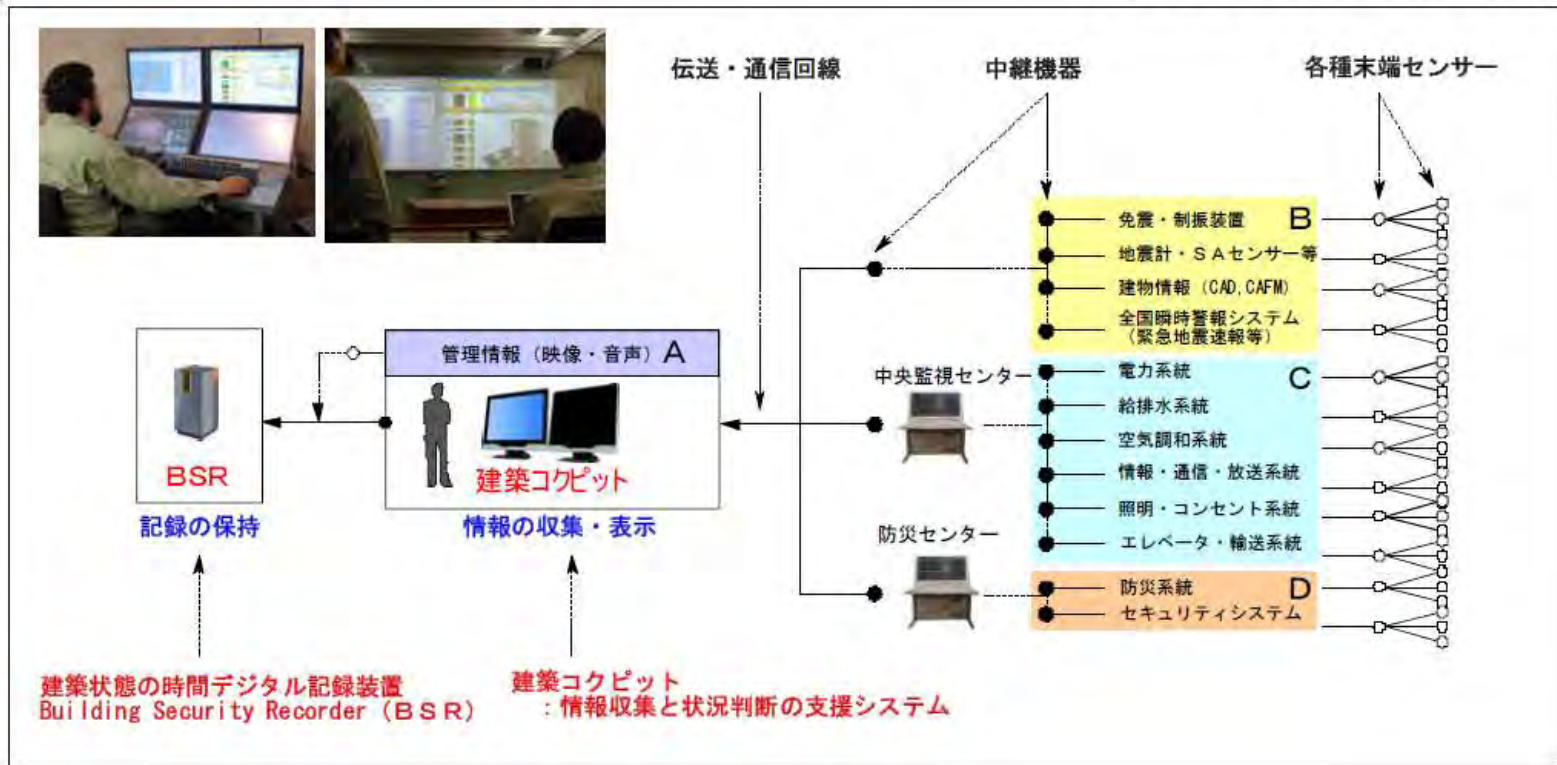 伝送・通信回線
中継機器
各種末端センサー
免震・制振装置
B
地震計・SAセンサー等
建物情報(CAD,CAFM)
全国瞬時警報システム
(緊急地震速報等)
管理情報(映像・音声)A
BSR
建築コクピット
記録の保持
情報の収集・表示
中央監視センター
電力系統
C
給排水系統
空気調和系統
情報・通信・放送系統
照明・コンセント系統
エレベータ・輸送系統
防災センター
防災系統
D
セキュリティシステム
建築状態の時間デジタル記録装置
Building Security Recorder(BSR)
建築コクピット
:情報収集と状況判断の支援システム